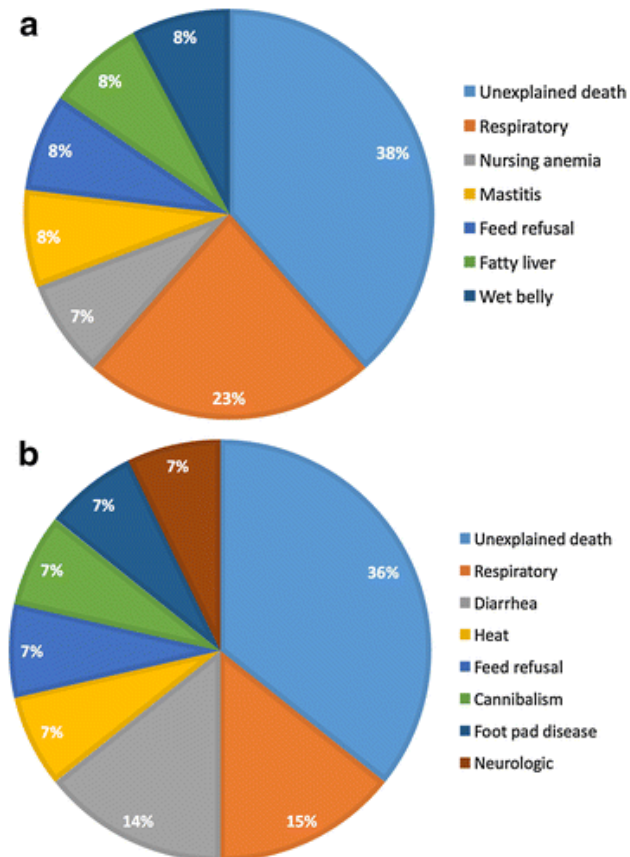 a
8%
8%
8%
8%
7%
23%
38%
Unexplained death
Respiratory
Nursing anemia
Mastitis
Feed refusal
Fatty liver
Wet belly
b
7%
7%
7%
7%
7%
14%
15%
36%
Unexplained death
Respiratory
Diarrhea
Heat
Feed refusal
Cannibalism
Foot pad disease
Neurologic